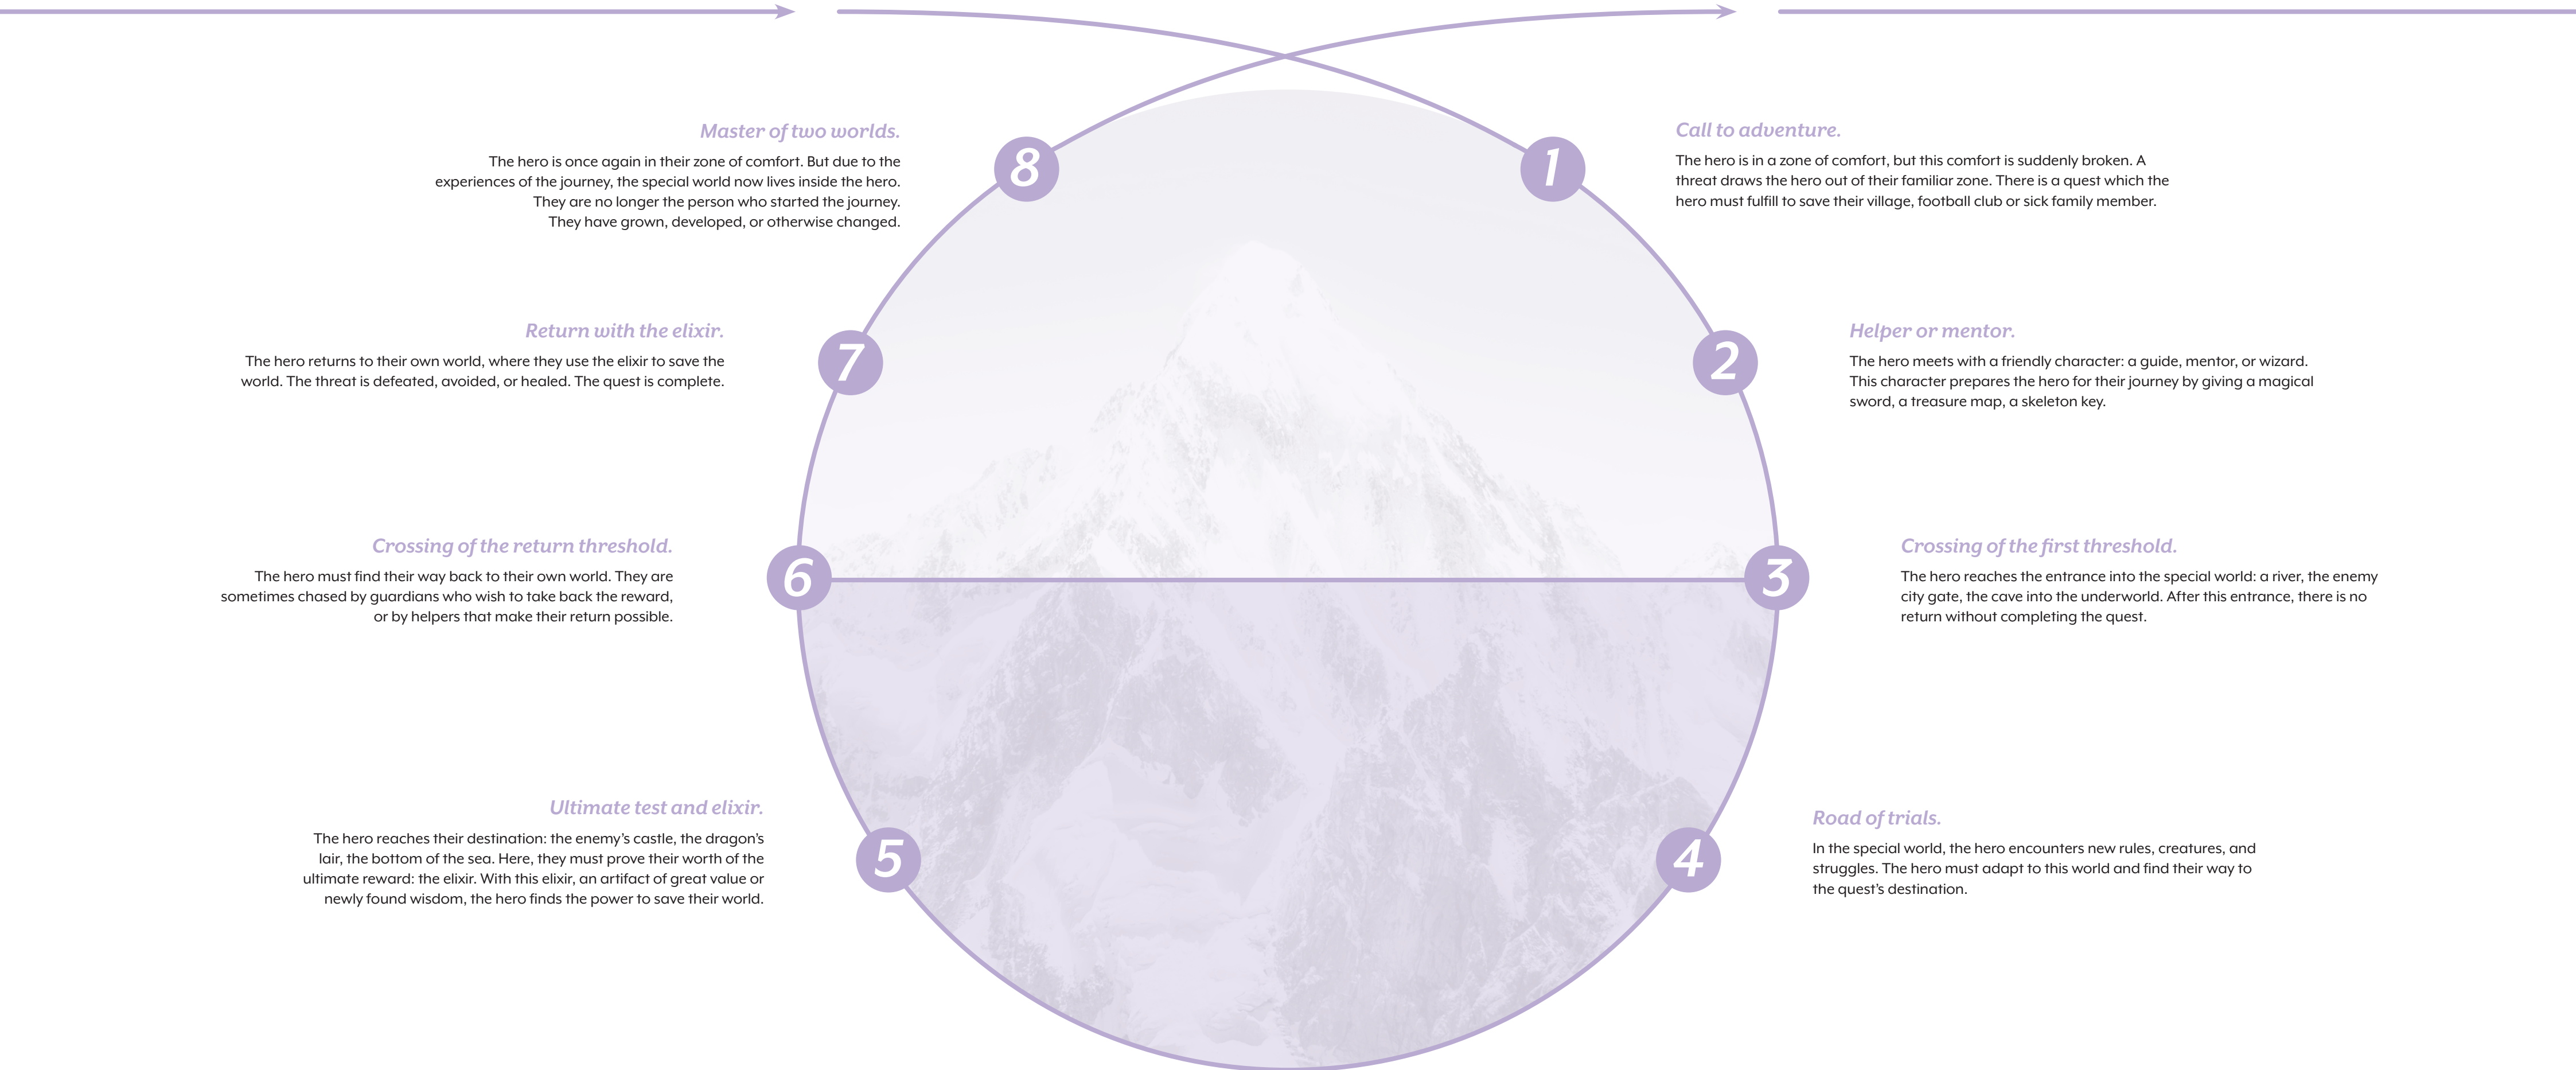 1
Call to adventure.
The hero is in a zone of comfort, but this comfort is suddenly broken. A
threat draws the hero out of their familiar zone. There is a quest which the
hero must fulfill to save their village, football club or sick family member.
2
Helper or mentor.
The hero meets with a friendly character: a guide, mentor, or wizard.
This character prepares the hero for their journey by giving a magical
sword, a treasure map, a skeleton key.
3
Crossing of the first threshold.
The hero reaches the entrance into the special world: a river, the enemy
city gate, the cave into the underworld. After this entrance, there is no
return without completing the quest.
4
Road of trials.
In the special world, the hero encounters new rules, creatures, and
struggles. The hero must adapt to this world and find their way to
the quest’s destination.
5
Ultimate test and elixir.
The hero reaches their destination: the enemy’s castle, the dragon’s
lair, the bottom of the sea. Here, they must prove their worth of the
ultimate reward: the elixir. With this elixir, an artifact of great value or
newly found wisdom, the hero finds the power to save their world.
6
Crossing of the return threshold.
The hero must find their way back to their own world. They are
sometimes chased by guardians who wish to take back the reward,
or by helpers that make their return possible.
7
Return with the elixir.
The hero returns to their own world, where they use the elixir to save the
world. The threat is defeated, avoided, or healed. The quest is complete.
8
Master of two worlds.
The hero is once again in their zone of comfort. But due to the
experiences of the journey, the special world now lives inside the hero.
They are no longer the person who started the journey.
They have grown, developed, or otherwise changed.